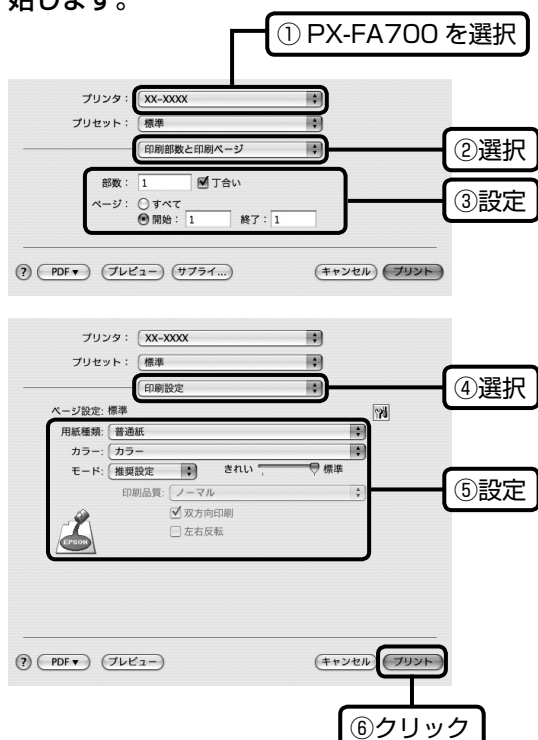 始します。
① PX-FA700 を選択
プリンタ： XX-XXXX
プリセット： 標準
印刷部数と印刷ページ
②選択
部数： 1 丁合い
③設定
ページ： すべて
開始： 1 終了： 1
? PDF▼ プレビュー サプライ... キャンセル プリント
プリンタ： XX-XXXX
プリセット： 標準
印刷設定
④選択
ページ設定: 標準
用紙種類: 普通紙
カラー: カラー
モード: 推奨設定 きれい 標準
印刷品質: ノーマル
⑤設定
双方向印刷
左右反転
EPSON
? PDF▼ プレビュー キャンセル プリント
⑥クリック